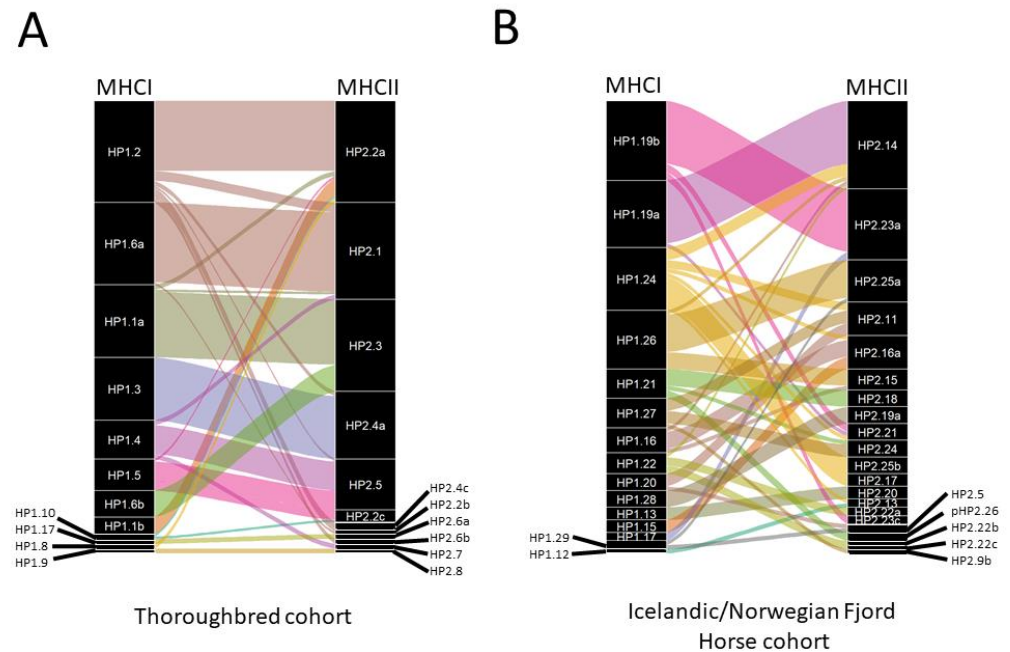 A
B
MHCI
MHCII
HP1.2
HP1.6a
HP1.1a
HP1.3
HP1.4
HP1.5
HP1.6b
HP1.1b
HP1.10
HP1.17
HP1.8
HP1.9
HP2.2a
HP2.1
HP2.3
HP2.4a
HP2.5
HP2.2c
HP2.4c
HP2.2b
HP2.6a
HP2.6b
HP2.7
HP2.8
Thoroughbred cohort
MHCI
MHCII
HP1.19b
HP1.19a
HP1.24
HP1.26
HP1.21
HP1.27
HP1.16
HP1.22
HP1.20
HP1.28
HP1.13
HP1.15
HP1.17
HP1.29
HP1.12
HP2.14
HP2.23a
HP2.25a
HP2.11
HP2.16a
HP2.15
HP2.18
HP2.19a
HP2.21
HP2.24
HP2.25b
HP2.17
HP2.20
HP2.13
HP2.22a
HP2.23c
HP2.5
pHP2.26
HP2.22b
HP2.22c
HP2.9b
Icelandic/Norwegian Fjord
Horse cohort